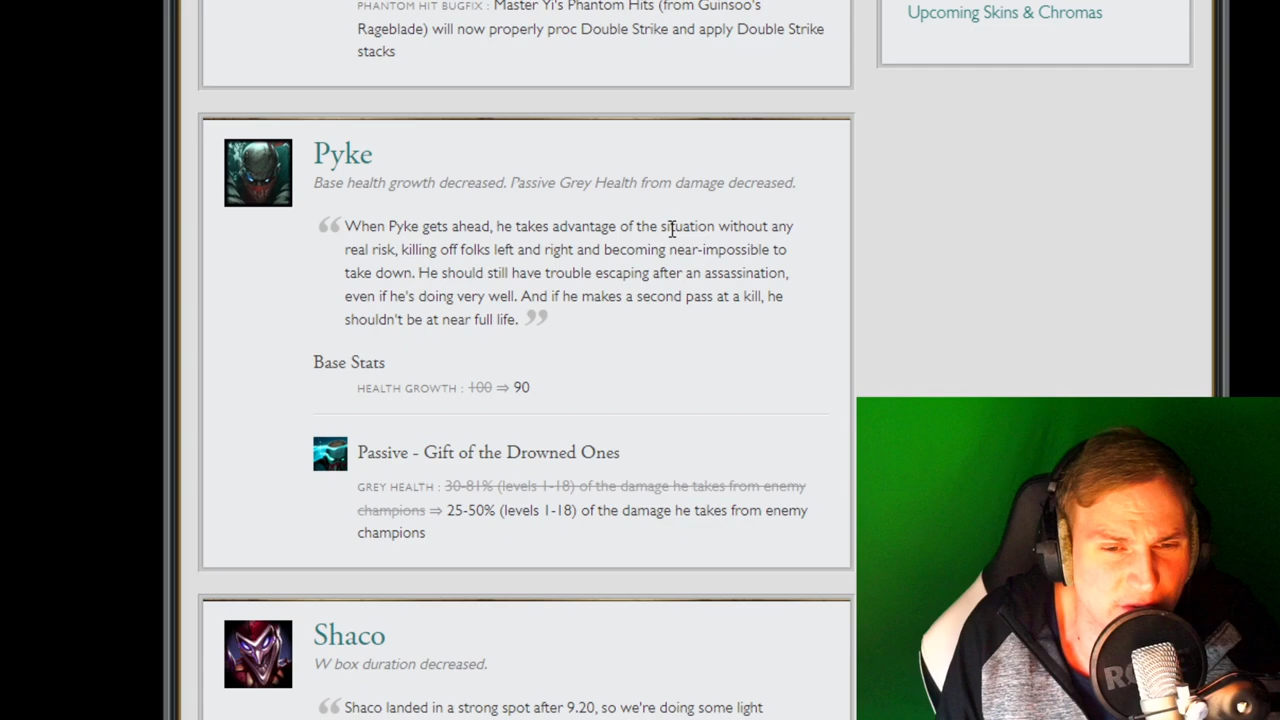 PHANTOM HIT BUGFIX : Master Yi's Phantom Hits (from Guinsoo's
Rageblade) will now properly proc Double Strike and apply Double Strike
stacks
Upcoming Skins & Chromas
Pyke
Base health growth decreased. Passive Grey Health from damage decreased.
“ When Pyke gets ahead, he takes advantage of the situation without any
real risk, killing off folks left and right and becoming near-impossible to
take down. He should still have trouble escaping after an assassination,
even if he's doing very well. And if he makes a second pass at a kill, he
shouldn't be at near full life. ”
Base Stats
HEALTH GROWTH : 100 ⇒ 90
Passive - Gift of the Drowned Ones
GREY HEALTH : 30-81% (levels 1-18) of the damage he takes from enemy
champions ⇒ 25-50% (levels 1-18) of the damage he takes from enemy
champions
Shaco
W box duration decreased.
“ Shaco landed in a strong spot after 9.20, so we're doing some light